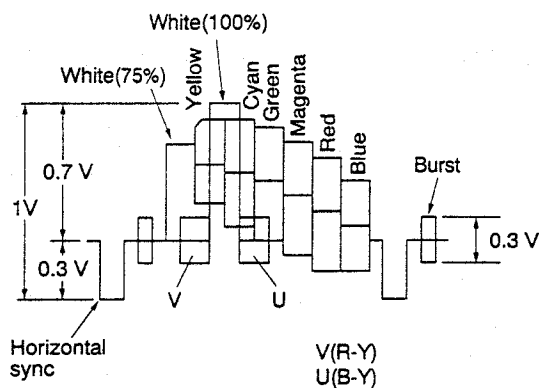 White(100%)
White(75%)
Yellow
Cyan
Green
Magenta
Red
Blue
Burst
0.7 V
1V
0.3 V
0.3 V
V
U
Horizontal
sync
V(R-Y)
U(B-Y)